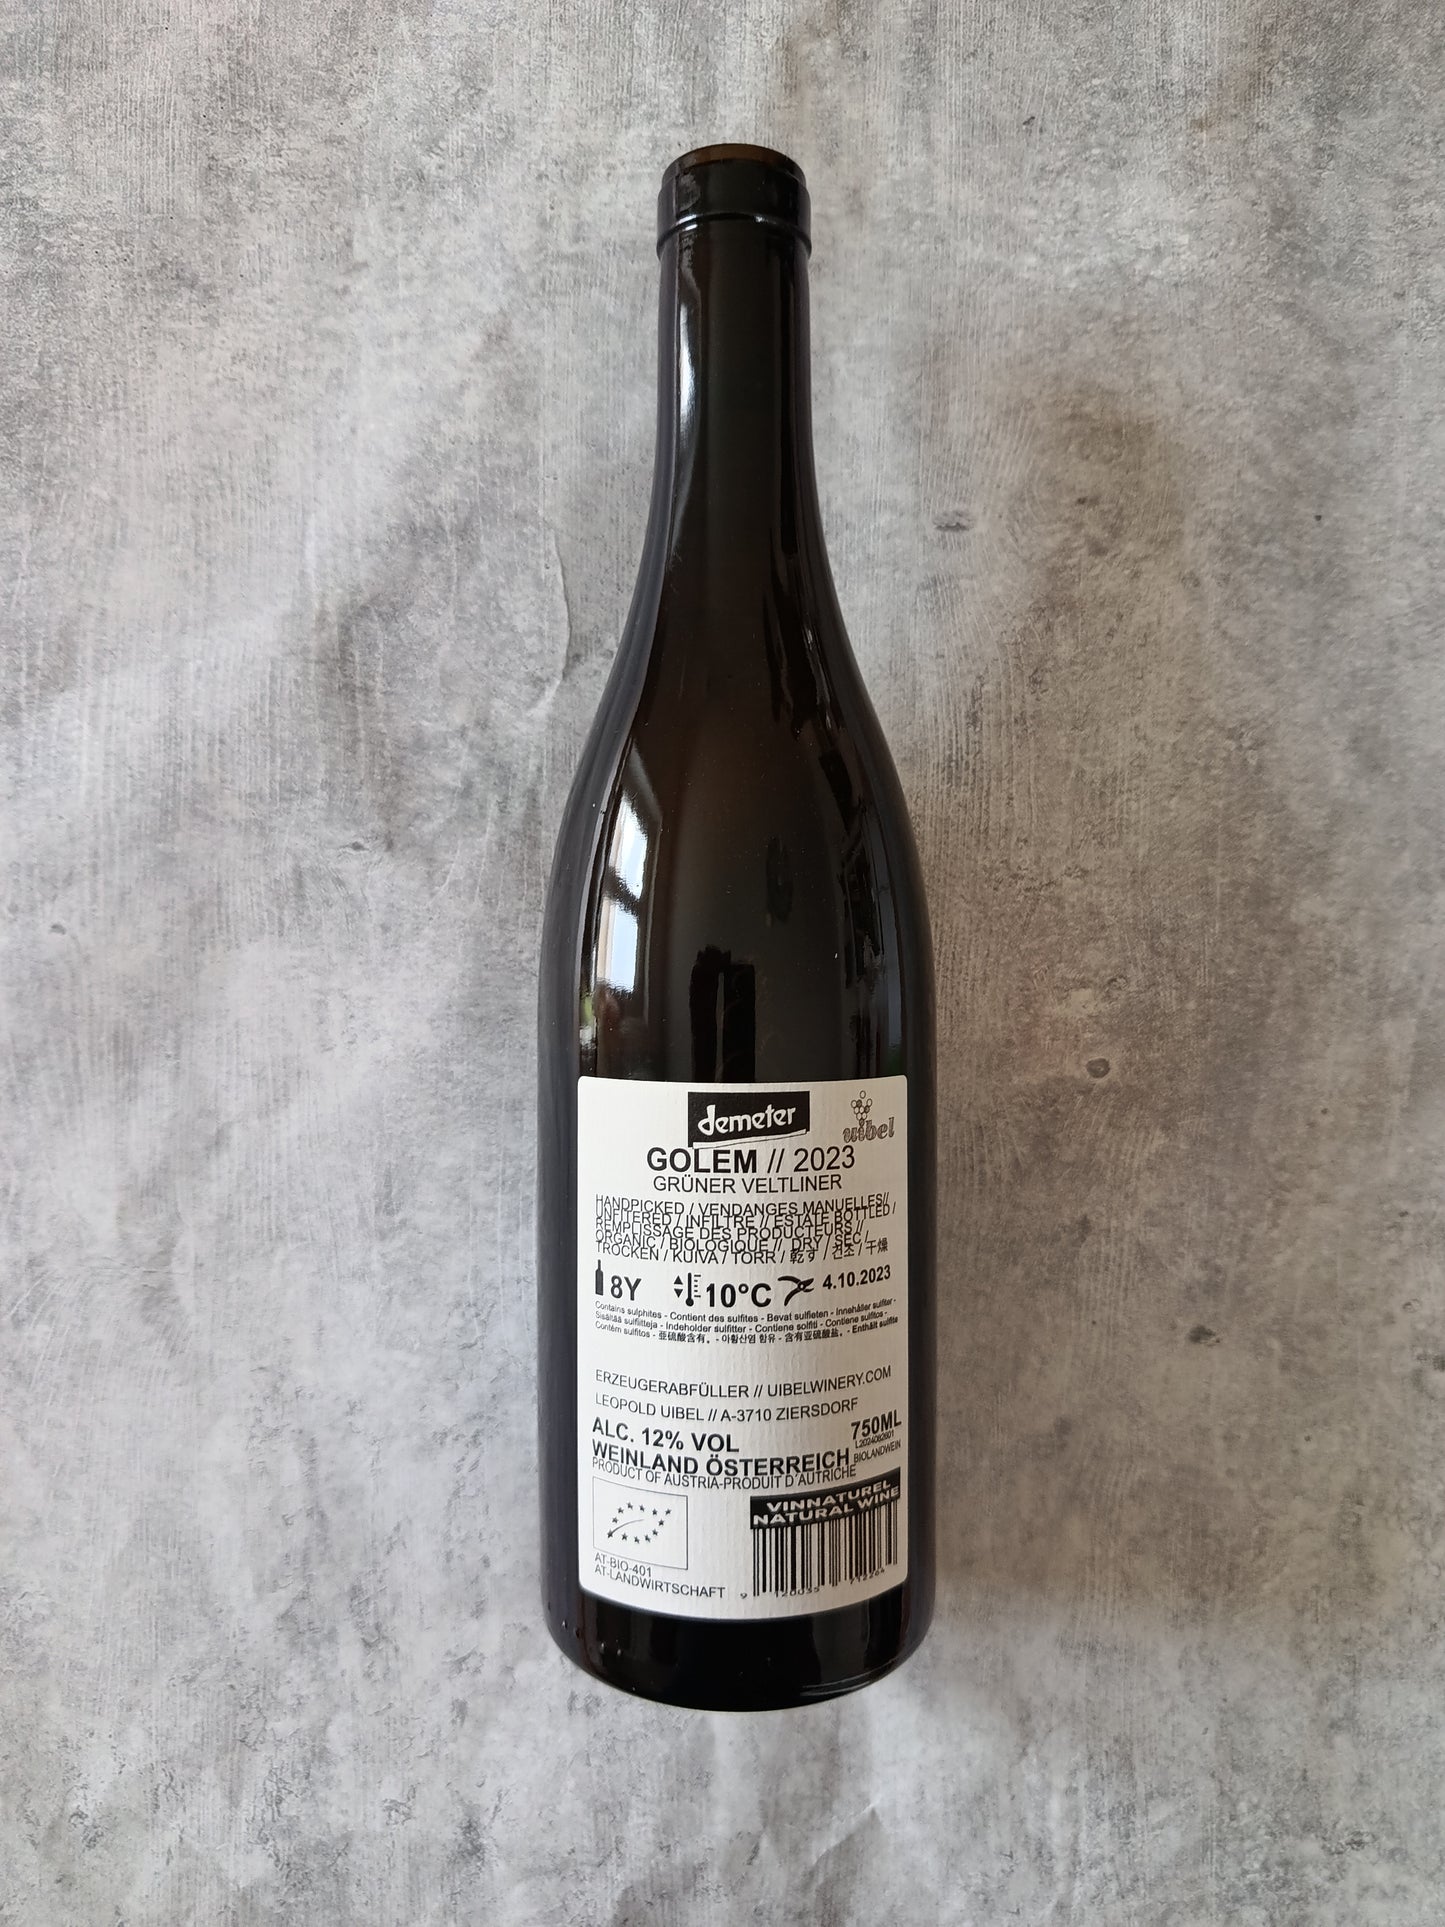 demeter
uibel
GOLEM // 2023
GRÜNER VELTLINER
HANDPICKED / VENDANGES MANUELLES//
UNFILTERED / INFILTRÉ // ESTATE BOTTLED /
REMPLISSAGE DES PRODUCTEURS //
ORGANIC / BIOLOGIQUE // DRY / SEC /
TROCKEN / KUIVA / TORR / 乾す / 건조 / 干燥
8Y 10°C 4.10.2023
Contains sulphites - Contient des sulfites - Bevat sulfieten - Innehåller sulfiter -
Sisältää sulfiitteja - Indeholder sulfitter - Contiene solfiti - Contiene sulfitos -
Contém sulfitos - 亜硫酸含有。 - 아황산염 함유 - 含有亚硫酸盐。 - Enthält sulfite
ERZEUGERABFÜLLER // UIBELWINERY.COM
LEOPOLD UIBEL // A-3710 ZIERSDORF
ALC. 12% VOL 750ML
WEINLAND ÖSTERREICH BIOLANDWEIN
PRODUCT OF AUSTRIA-PRODUIT D´AUTRICHE
VINNATUREL
NATURAL WINE
AT-BIO-401
AT-LANDWIRTSCHAFT